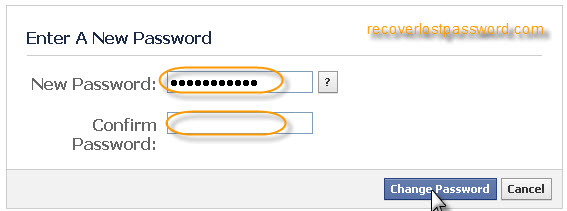 recoverlostpassword.com
Enter A New Password
New Password: ••••••••••• ?
Confirm
Password:
Change Password Cancel